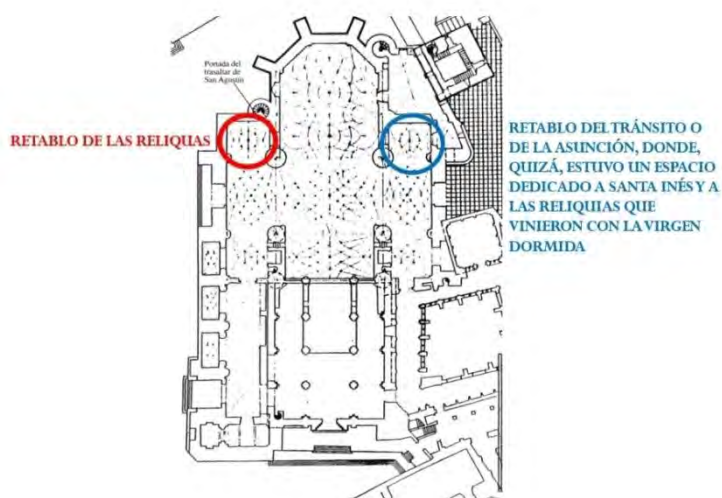 Portada del
trasaltar de
San Agustín
RETABLO DE LAS RELIQUAS
RETABLO DEL TRÁNSITO O
DE LA ASUNCIÓN, DONDE,
QUIZÁ, ESTUVO UN ESPACIO
DEDICADO A SANTA INÉS Y A
LAS RELIQUIAS QUE
VINIERON CON LA VIRGEN
DORMIDA